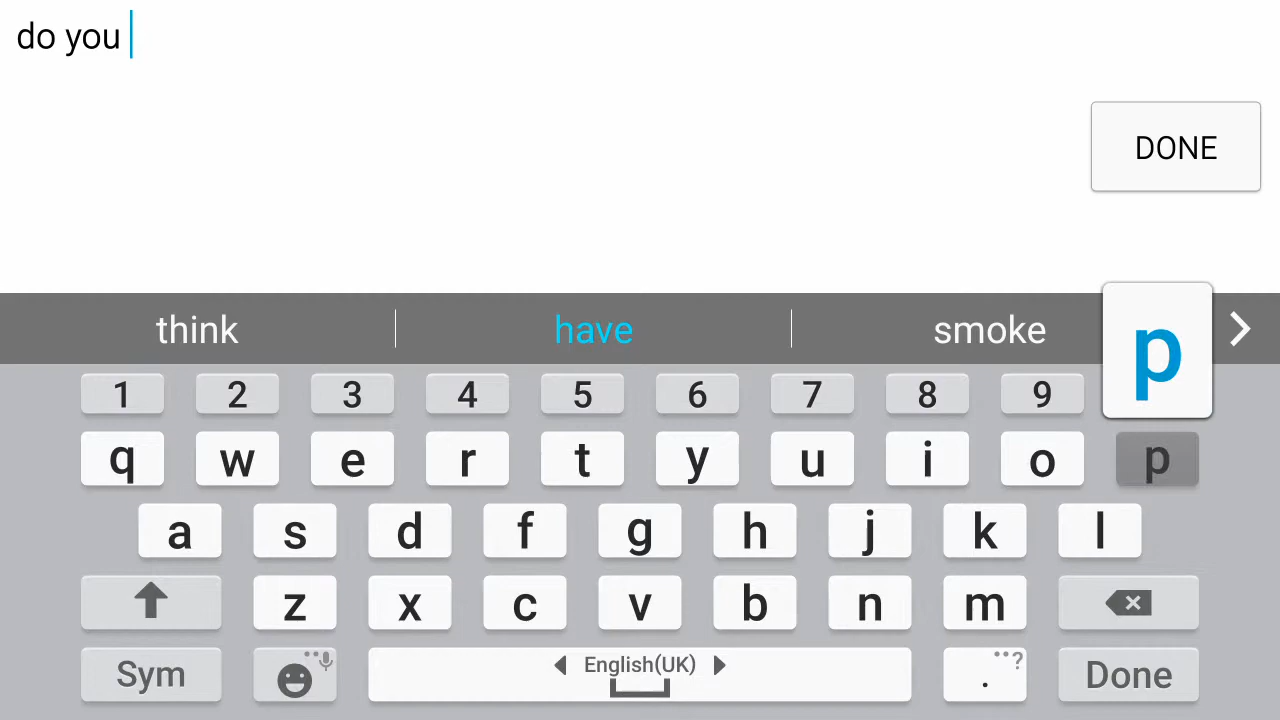 do you
DONE
think have smoke
1 2 3 4 5 6 7 8 9 p
q w e r t y u i o p
a s d f g h j k l
z x c v b n m
Sym English(UK) . ? Done